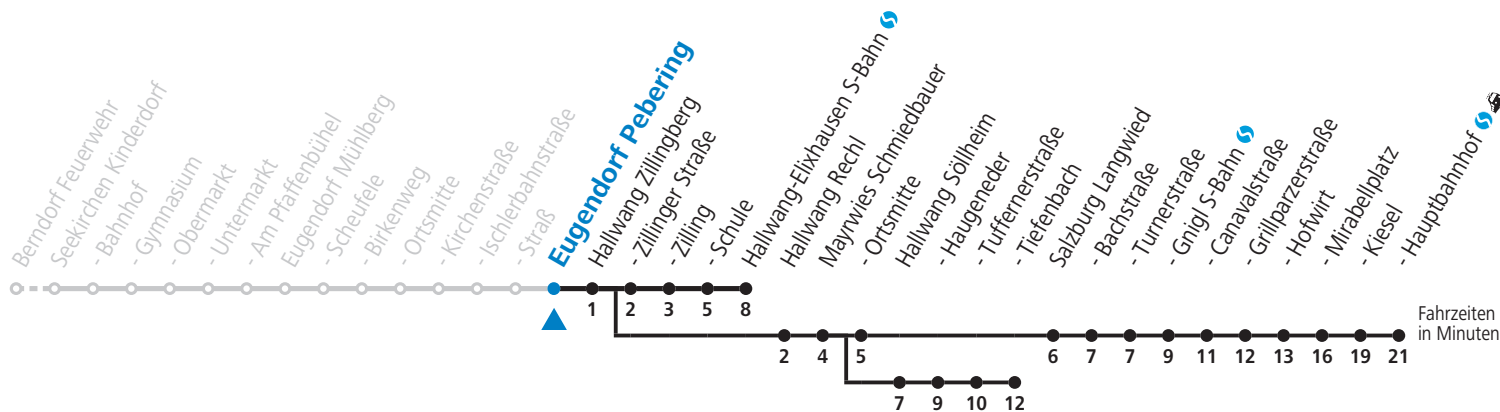 Berndorf Feuerwehr
Seekirchen Kinderdorf
- Bahnhof
- Gymnasium
- Obermarkt
- Untermarkt
- Am Pfaffenbühel
Eugendorf Mühlberg
- Scheufele
- Birkenweg
- Ortsmitte
- Kirchenstraße
- Ischlerbahnstraße
- Straß
Eugendorf Pebering
Hallwang Zillingberg
- Zillinger Straße
- Zilling
- Schule
Hallwang-Elixhausen S-Bahn
Hallwang Rechl
Maywies Schmiedbauer
- Ortsmitte
Hallwang Söllheim
- Haugeneder
- Tuffernerstraße
- Tiefenbach
Salzburg Langwied
- Bachstraße
- Turnerstraße
- Gnigl S-Bahn
- Canavalstraße
- Grillparzerstraße
- Hofwirt
- Mirabellplatz
- Kiesel
- Hauptbahnhof
1 2 3 5 8
Fahrzeiten
in Minuten
2 4 5 6 7 7 9 11 12 13 16 19 21
7 9 10 12